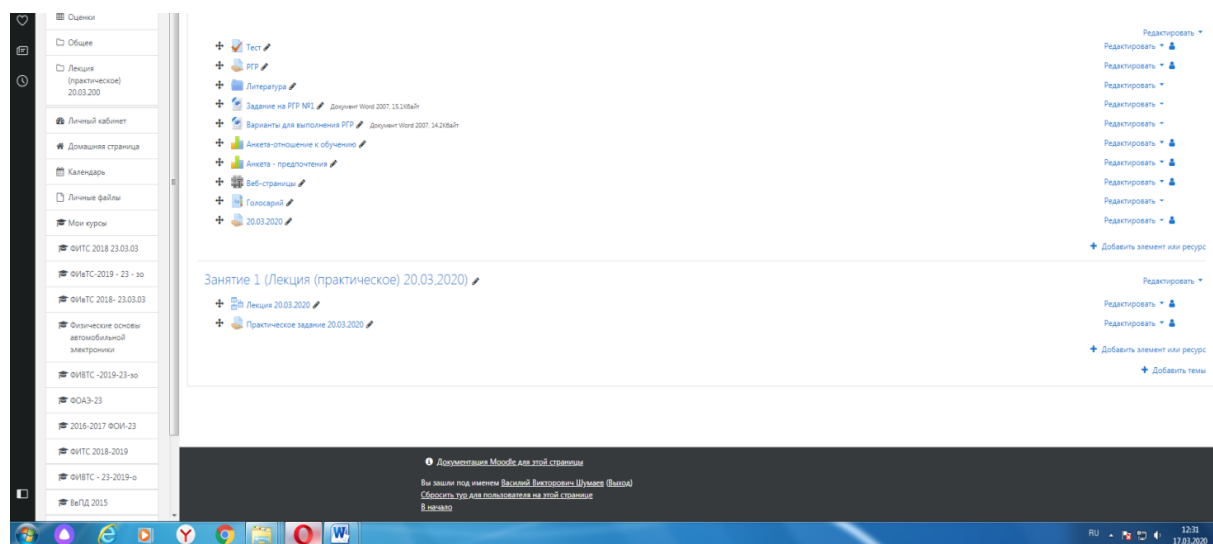 Оценки
Общее
Лекция
(практическое)
20.03.200
Личный кабинет
Домашняя страница
Календарь
Личные файлы
Мои курсы
ФИТС 2018 23.03.03
ФИвТС-2019 - 23 - зо
ФИвТС 2018- 23.03.03
Физические основы
автомобильной
электроники
ФИВТС -2019-23-зо
ФОАЭ-23
2016-2017 ФОИ-23
ФИТС 2018-2019
ФИВТС - 23-2019-о
ВеПД 2015
Редактировать
Тест Редактировать
РГР Редактировать
Литература Редактировать
Задание на РГР №1 Документ Word 2007, 15.1Кбайт Редактировать
Варианты для выполнения РГР Документ Word 2007, 14.2Кбайт Редактировать
Анкета-отношение к обучению Редактировать
Анкета - предпочтения Редактировать
Веб-страницы Редактировать
Голосарий Редактировать
20.03.2020 Редактировать
Добавить элемент или ресурс
Занятие 1 (Лекция (практическое) 20,03,2020) Редактировать
Лекция 20.03.2020 Редактировать
Практическое задание 20.03.2020 Редактировать
Добавить элемент или ресурс
Добавить темы
Документация Moodle для этой страницы
Вы зашли под именем Василий Викторович Шумаев (Выход)
Сбросить тур для пользователя на этой странице
В начало
RU 12:31
17.03.2020